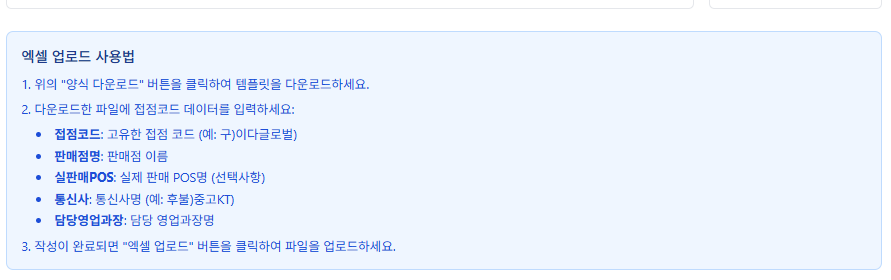 엑셀 업로드 사용법
1. 위의 "양식 다운로드" 버튼을 클릭하여 템플릿을 다운로드하세요.
2. 다운로드한 파일에 접점코드 데이터를 입력하세요:
• 접점코드: 고유한 접점 코드 (예: 구)이다글로벌)
• 판매점명: 판매점 이름
• 실판매POS: 실제 판매 POS명 (선택사항)
• 통신사: 통신사명 (예: 후불)중고KT)
• 담당영업과장: 담당 영업과장명
3. 작성이 완료되면 "엑셀 업로드" 버튼을 클릭하여 파일을 업로드하세요.